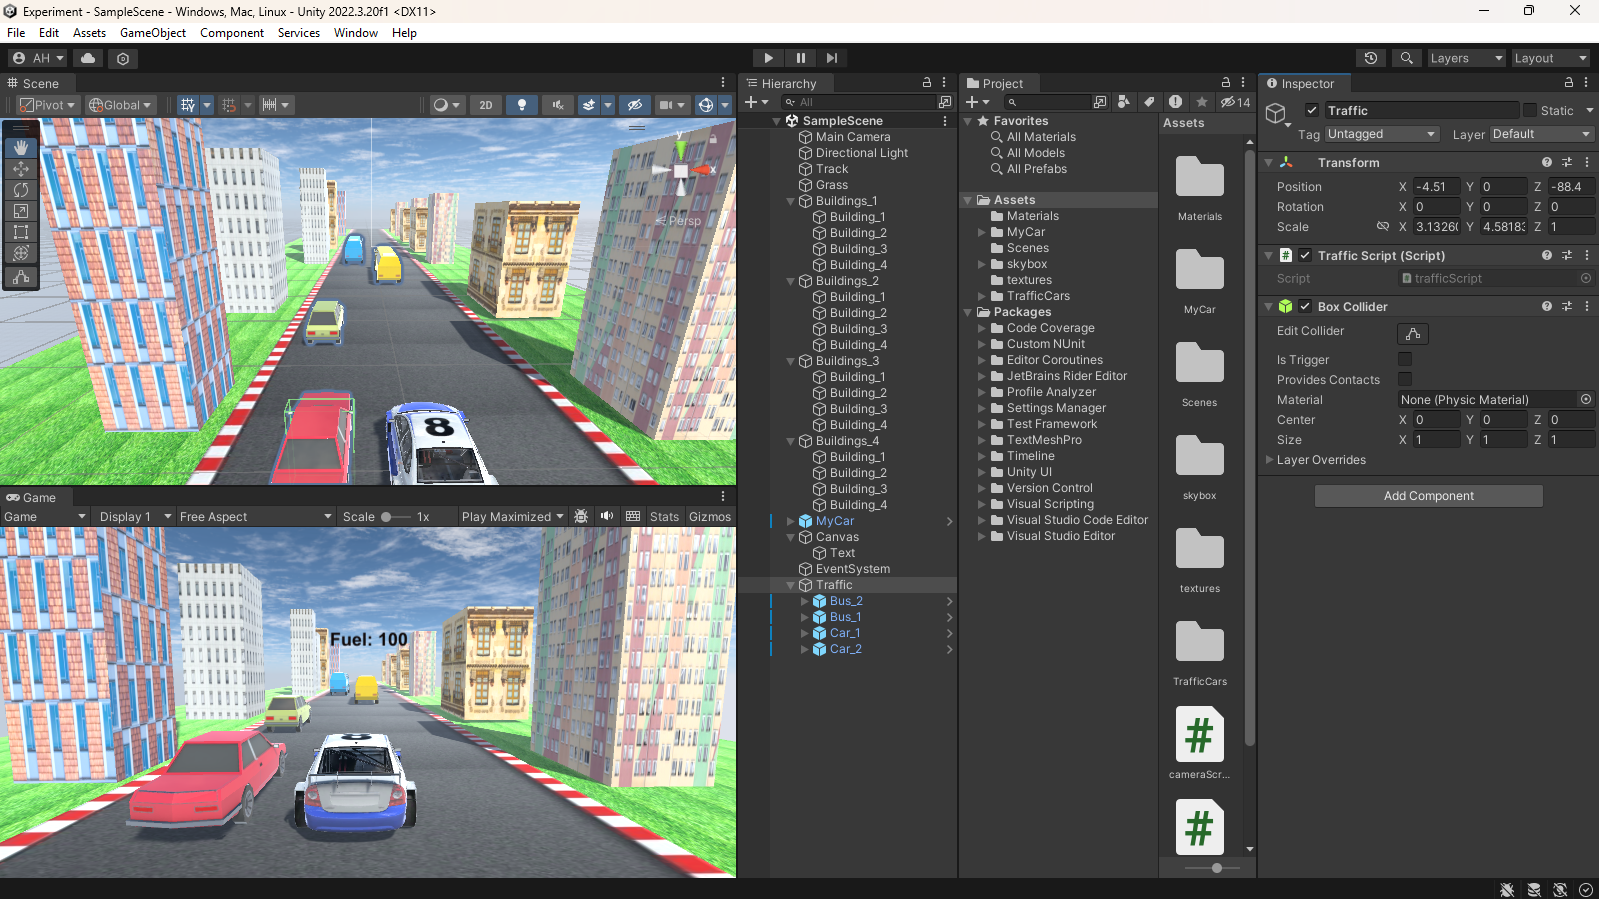 Experiment - SampleScene - Windows, Mac, Linux - Unity 2022.3.20f1 <DX11>
File Edit Assets GameObject Component Services Window Help
AH
Layers Layout
Scene
Pivot Global 2D
y
x
Persp
8
Game
Game Display 1 Free Aspect Scale 1x Play Maximized Stats Gizmos
Fuel: 100
Hierarchy
All
SampleScene
Main Camera
Directional Light
Track
Grass
Buildings_1
Building_1
Building_2
Building_3
Building_4
Buildings_2
Building_1
Building_2
Building_3
Building_4
Buildings_3
Building_1
Building_2
Building_3
Building_4
Buildings_4
Building_1
Building_2
Building_3
Building_4
MyCar
Canvas
Text
EventSystem
Traffic
Bus_2
Bus_1
Car_1
Car_2
Project
14
Favorites
All Materials
All Models
All Prefabs
Assets
Materials
MyCar
Scenes
skybox
textures
TrafficCars
Packages
Code Coverage
Custom NUnit
Editor Coroutines
JetBrains Rider Editor
Profile Analyzer
Settings Manager
Test Framework
TextMeshPro
Timeline
Unity UI
Version Control
Visual Scripting
Visual Studio Code Editor
Visual Studio Editor
Assets
Materials
MyCar
Scenes
skybox
textures
TrafficCars
#
cameraScr...
#
Inspector
Traffic Static
Tag Untagged Layer Default
Transform
Position X -4.51 Y 0 Z -88.4
Rotation X 0 Y 0 Z 0
Scale X 3.1326 Y 4.5818 Z 1
# Traffic Script (Script)
Script trafficScript
Box Collider
Edit Collider
Is Trigger
Provides Contacts
Material None (Physic Material)
Center X 0 Y 0 Z 0
Size X 1 Y 1 Z 1
Layer Overrides
Add Component